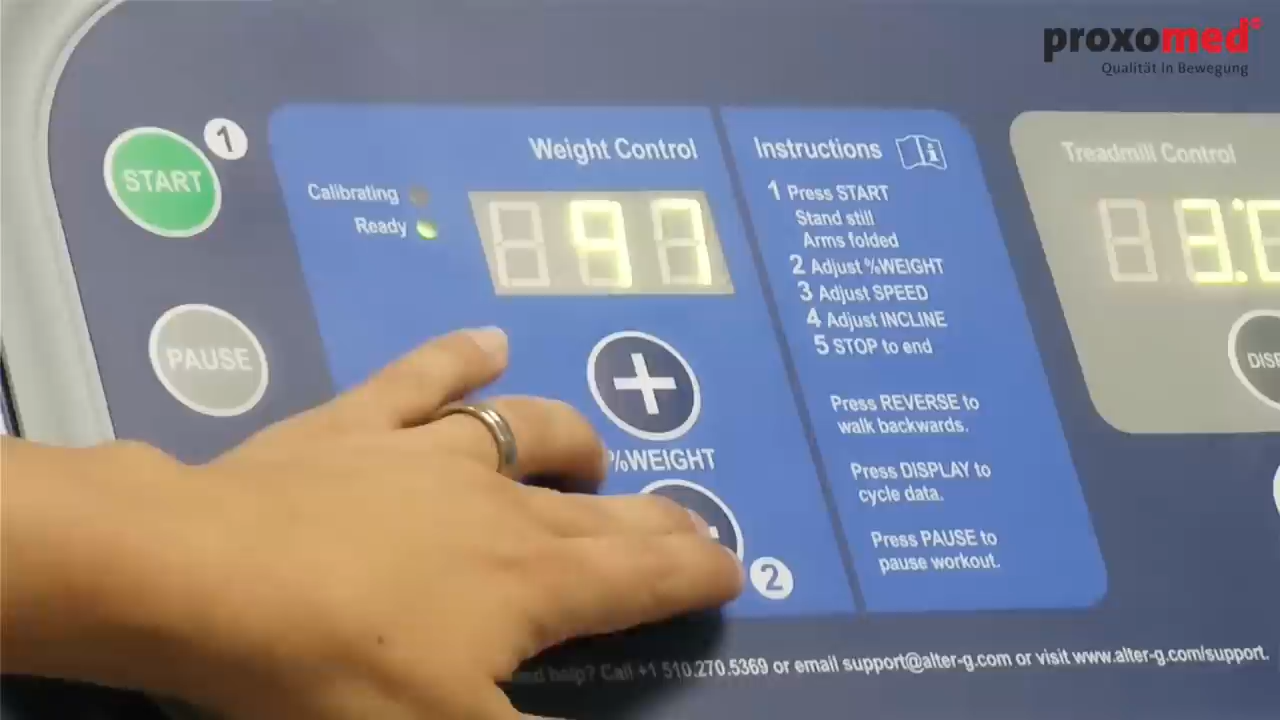 proxomed
Qualität in Bewegung
START
1
PAUSE
Weight Control
Calibrating
Ready
97
%WEIGHT
2
Instructions
1 Press START
Stand still
Arms folded
2 Adjust %WEIGHT
3 Adjust SPEED
4 Adjust INCLINE
5 STOP to end
Press REVERSE to
walk backwards.
Press DISPLAY to
cycle data.
Press PAUSE to
pause workout.
Treadmill Control
help? Call +1 510.270.5369 or email support@alter-g.com or visit www.alter-g.com/support.